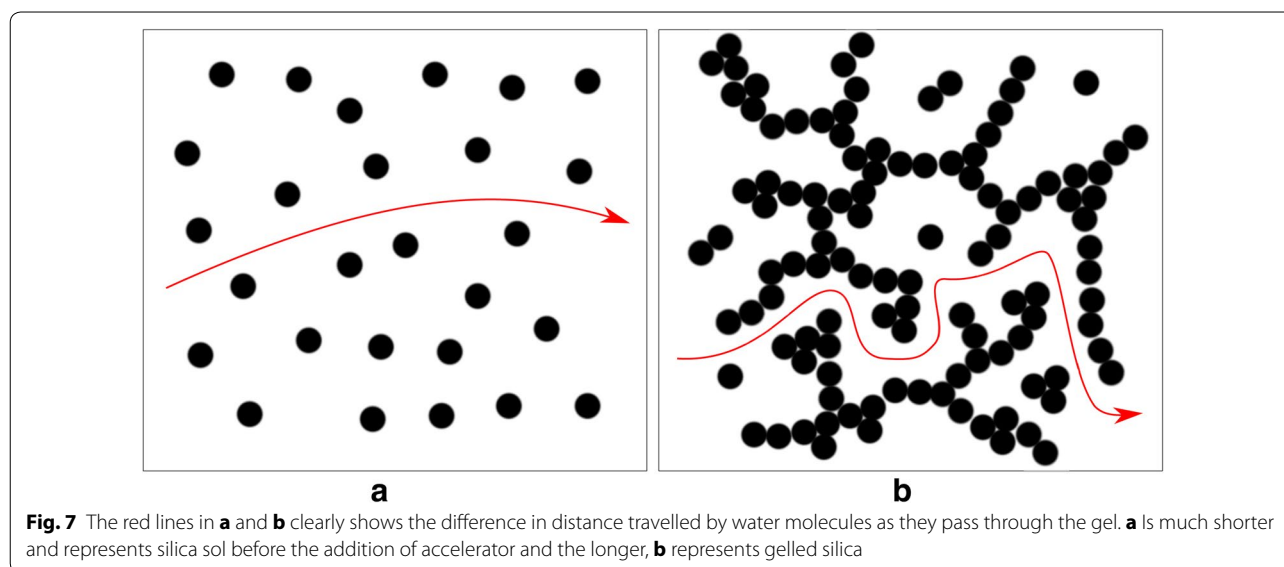 a
b
Fig. 7 The red lines in a and b clearly shows the difference in distance travelled by water molecules as they pass through the gel. a Is much shorter
and represents silica sol before the addition of accelerator and the longer, b represents gelled silica